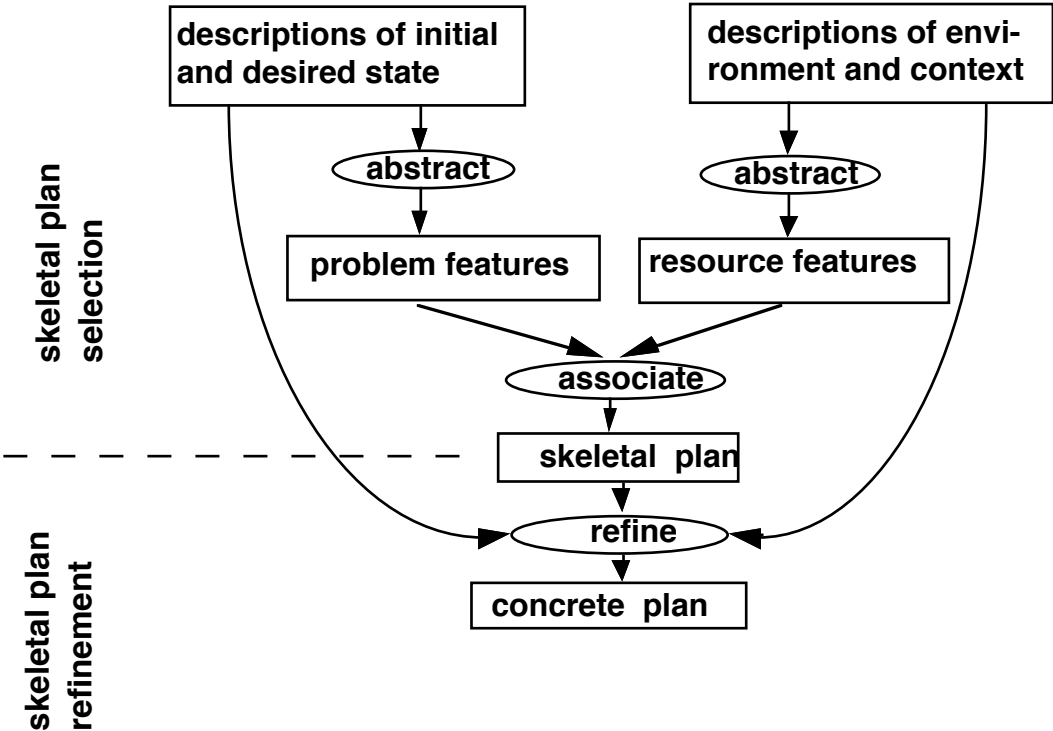 descriptions of initial
and desired state
descriptions of envi-
ronment and context
abstract
abstract
problem features
resource features
associate
skeletal plan
refine
concrete plan
skeletal plan
selection
skeletal plan
refinement